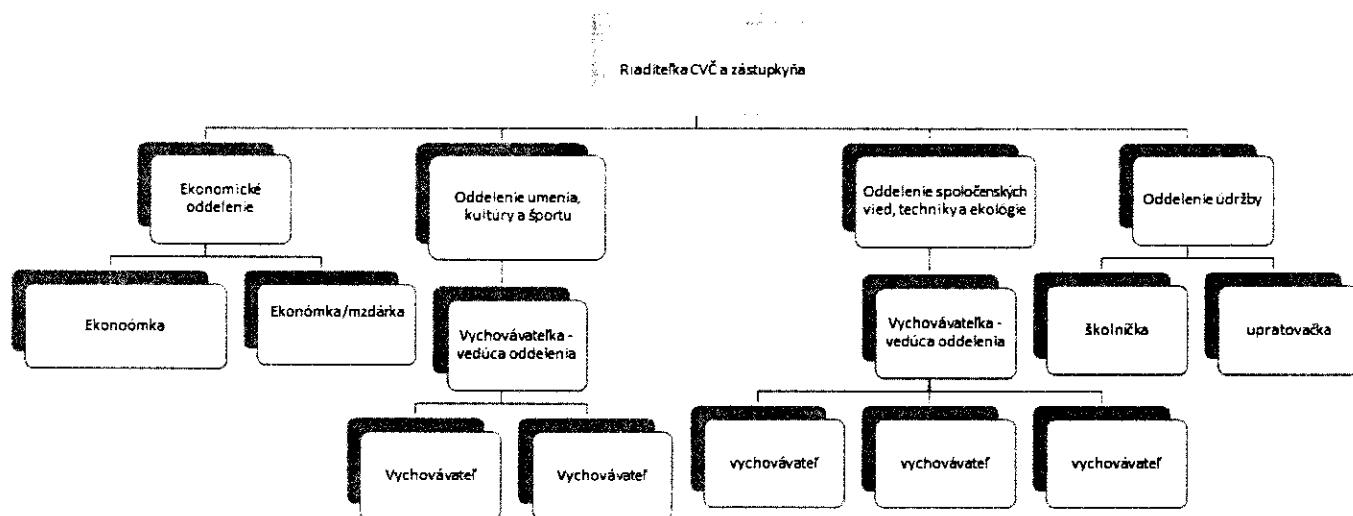 Riaditeľka CVČ a zástupkyňa
Ekonomické
oddelenie
Oddelenie umenia,
kultúry a športu
Oddelenie spoločenských
vied, techniky a ekológie
Oddelenie údržby
Ekonoómka
Ekonómka/mzdárka
Vychovávateľka -
vedúca oddelenia
Vychovávateľka -
vedúca oddelenia
školníčka
upratovačka
Vychovávateľ
Vychovávateľ
vychovávateľ
vychovávateľ
vychovávateľ